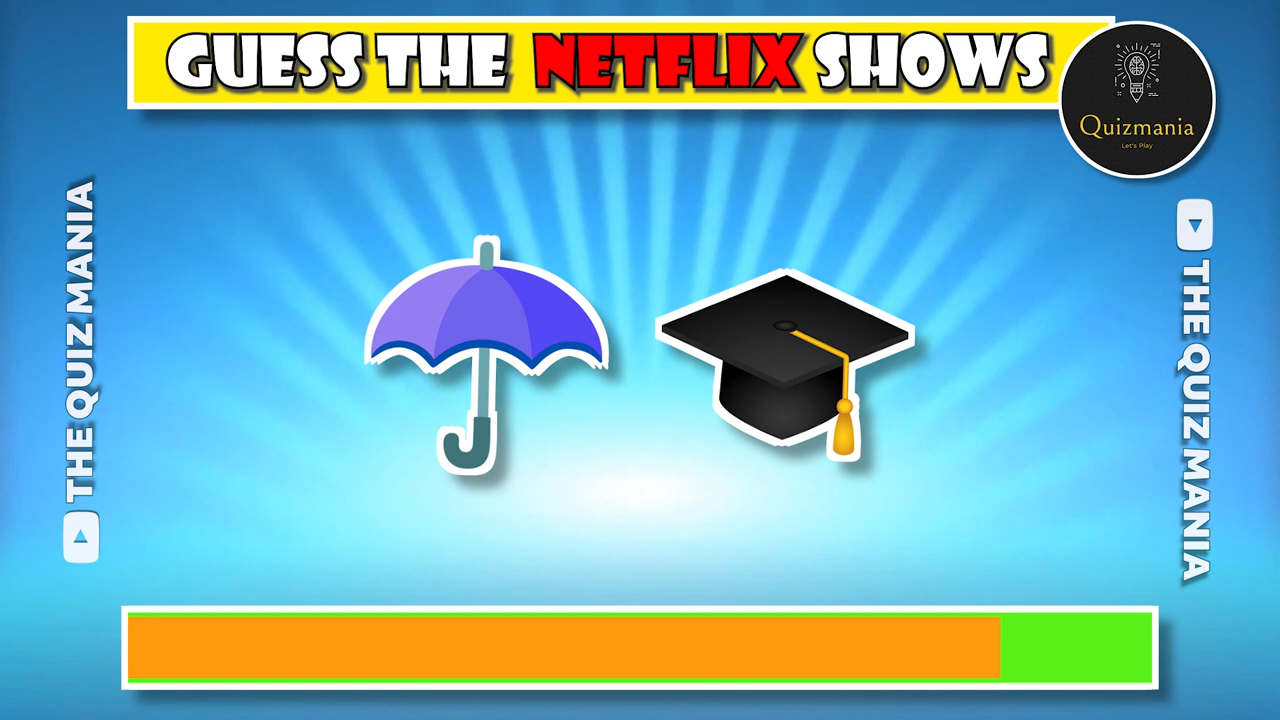 GUESS THE NETFLIX SHOWS
Quizmania
Let's Play
THE QUIZ MANIA
THE QUIZ MANIA